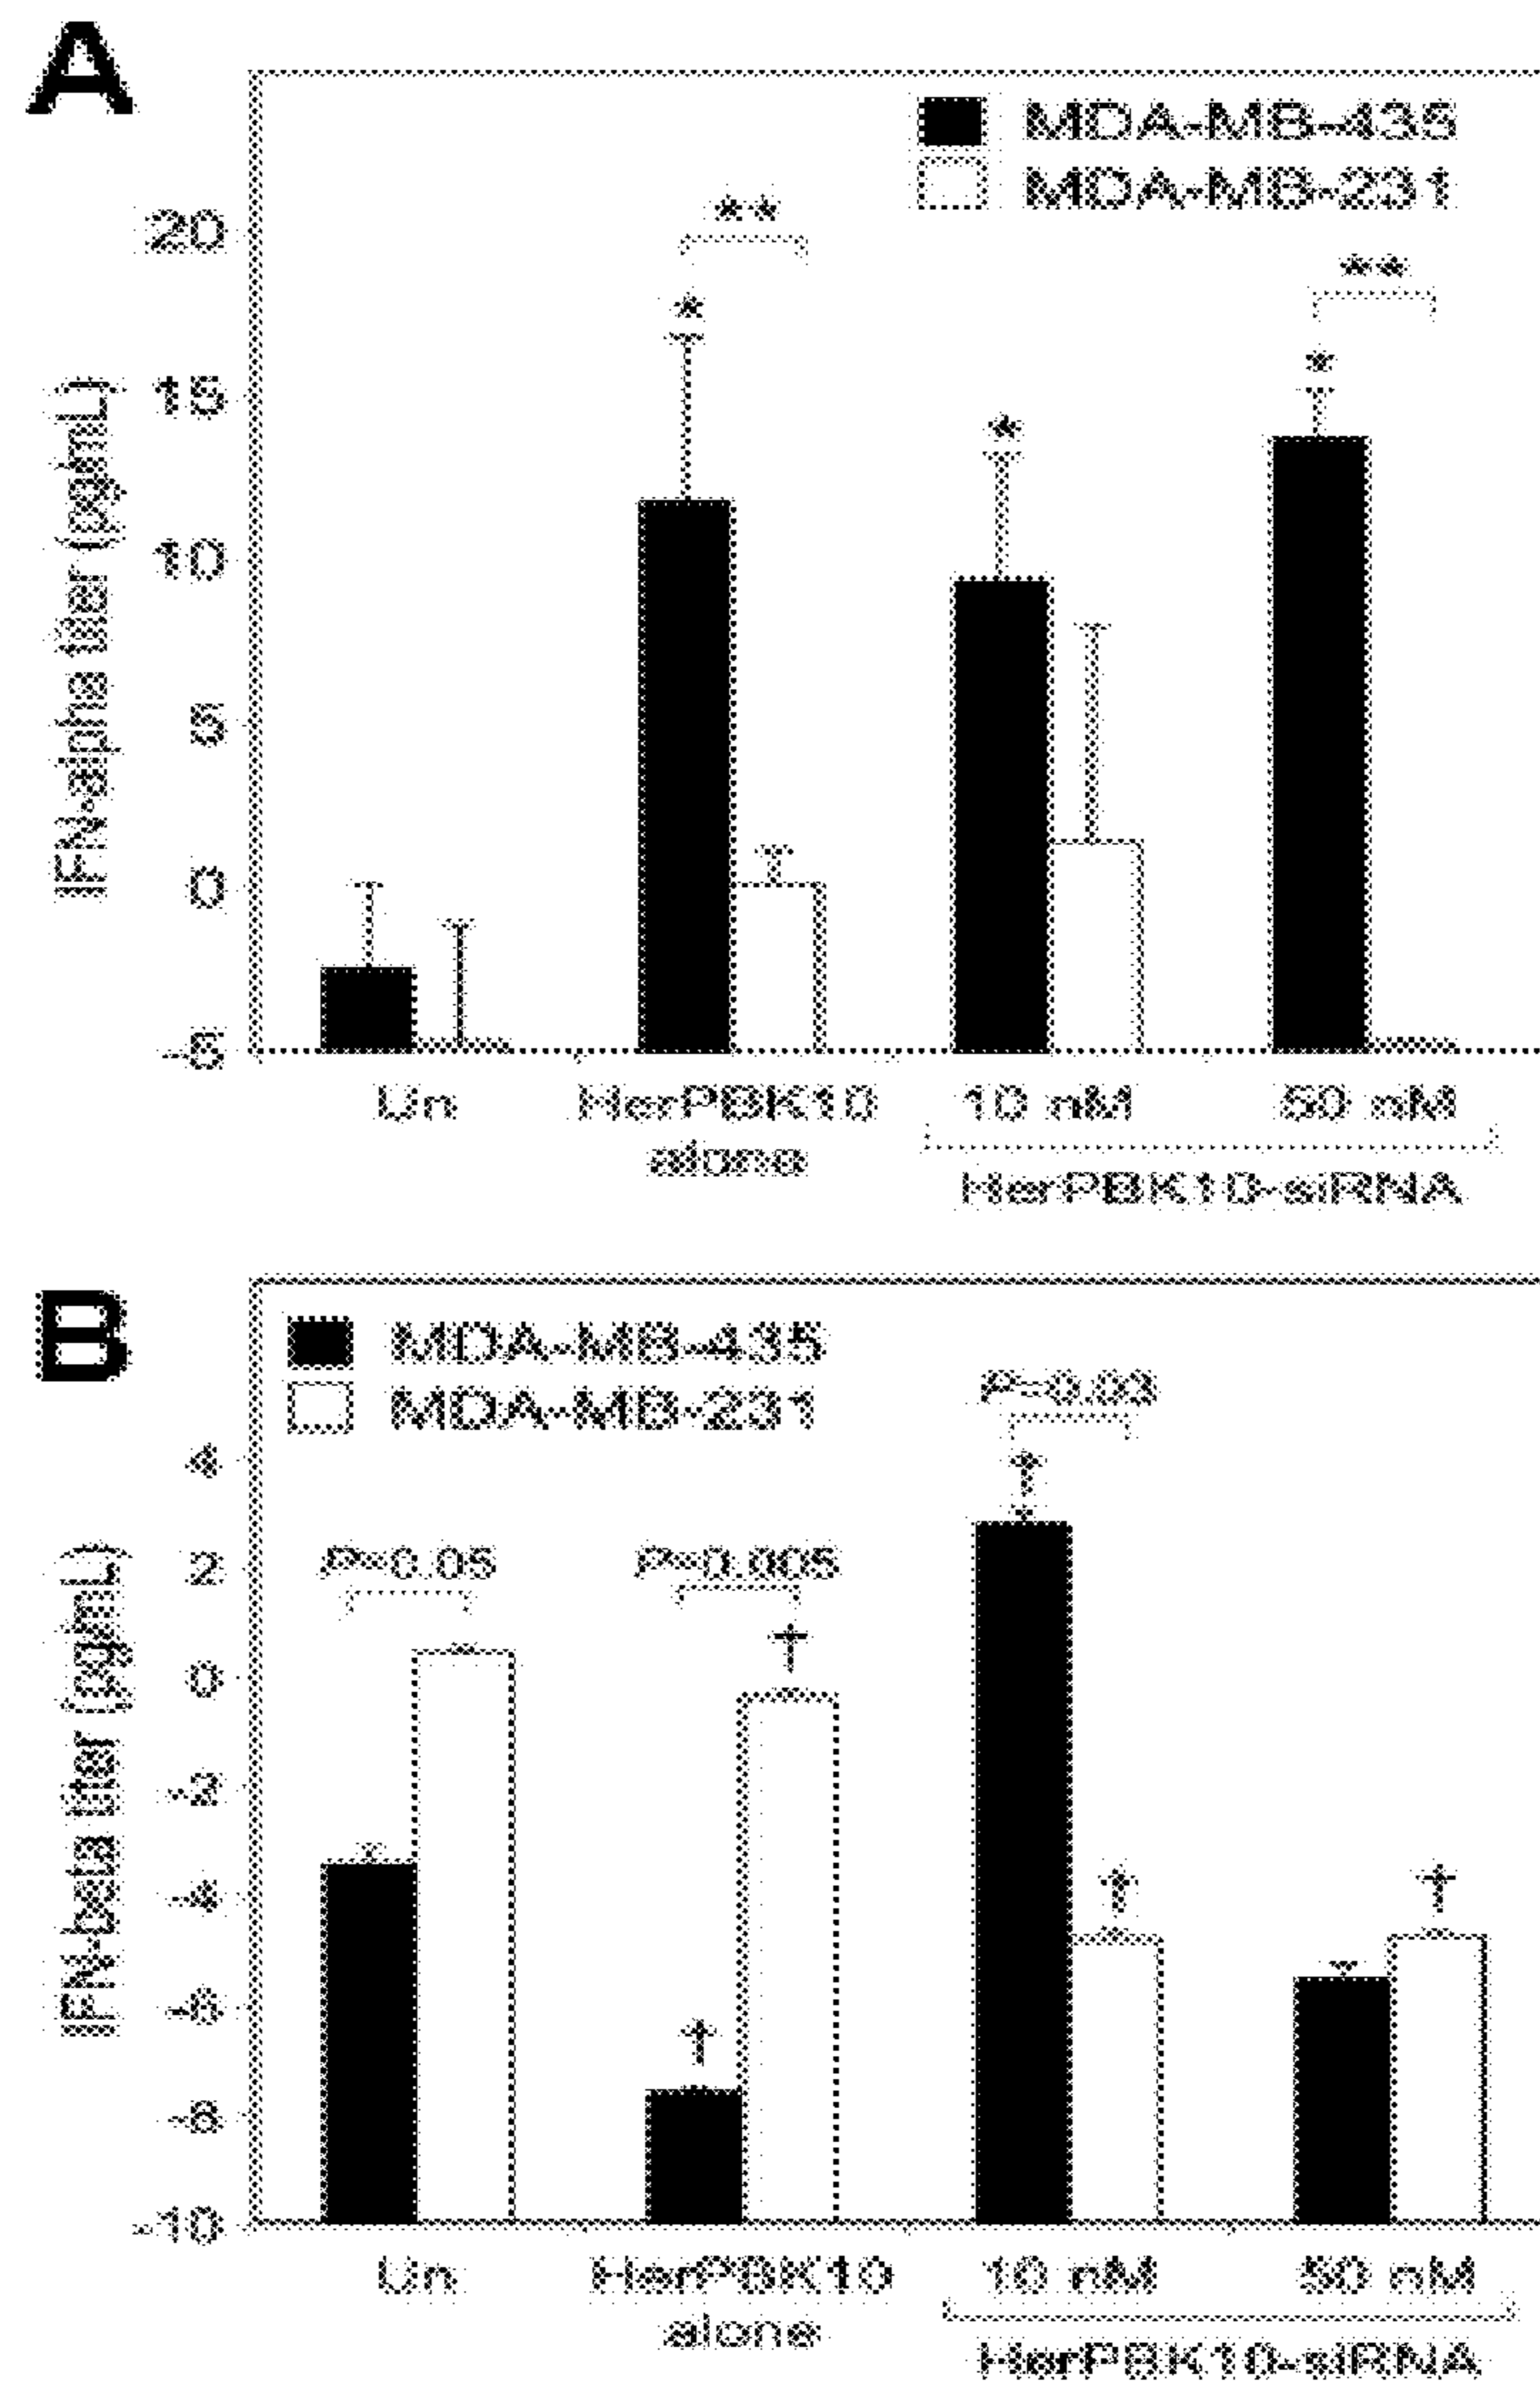 A
MDA-MB-435
MDA-MB-231
**
**
*
*
*
20
15
10
5
0
-5
IFN-alpha titer (pg/mL)
Un
HerPBK10
alone
10 nM
50 nM
HerPBK10-siRNA
B
MDA-MB-435
MDA-MB-231
P=0.03
P=0.05
P=0.005
†
†
†
†
†
4
2
0
-2
-4
-6
-8
-10
IFN-beta titer (pg/mL)
Un
HerPBK10
alone
10 nM
50 nM
HerPBK10-siRNA